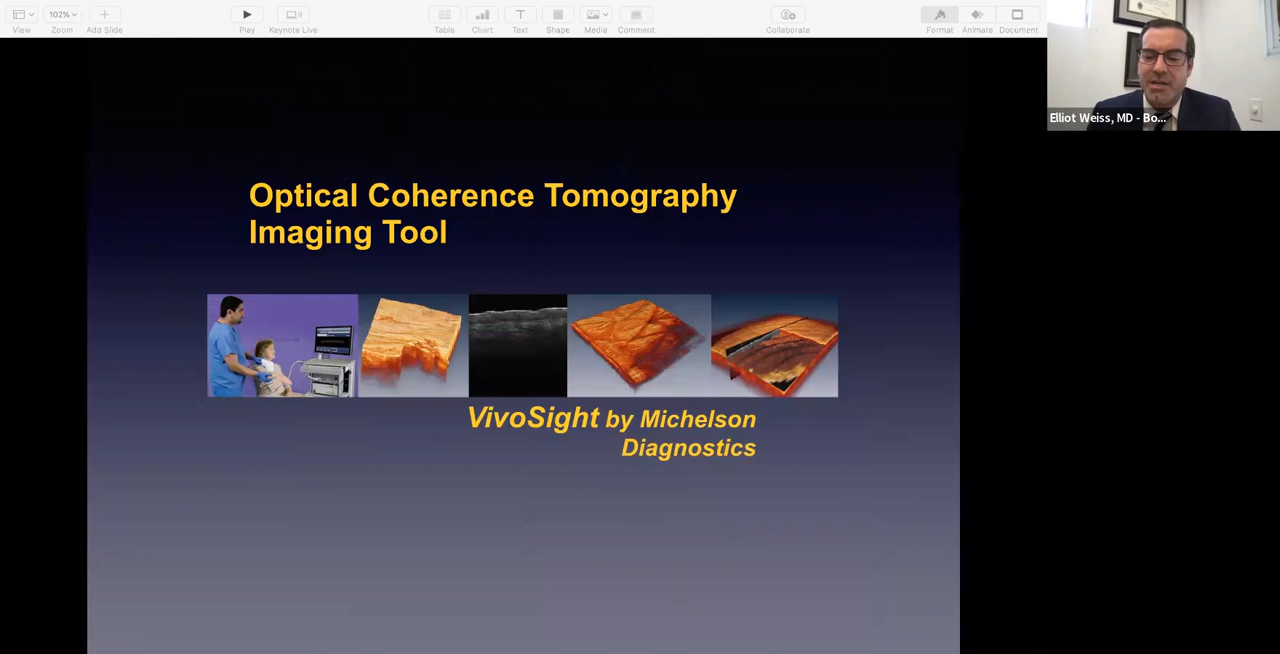 102%
View
Zoom
Add Slide
Play
Keynote Live
Table
Chart
Text
Shape
Media
Comment
Collaborate
Format
Animate
Document
Elliot Weiss, MD - Bo...
Optical Coherence Tomography
Imaging Tool
VivoSight by Michelson
Diagnostics